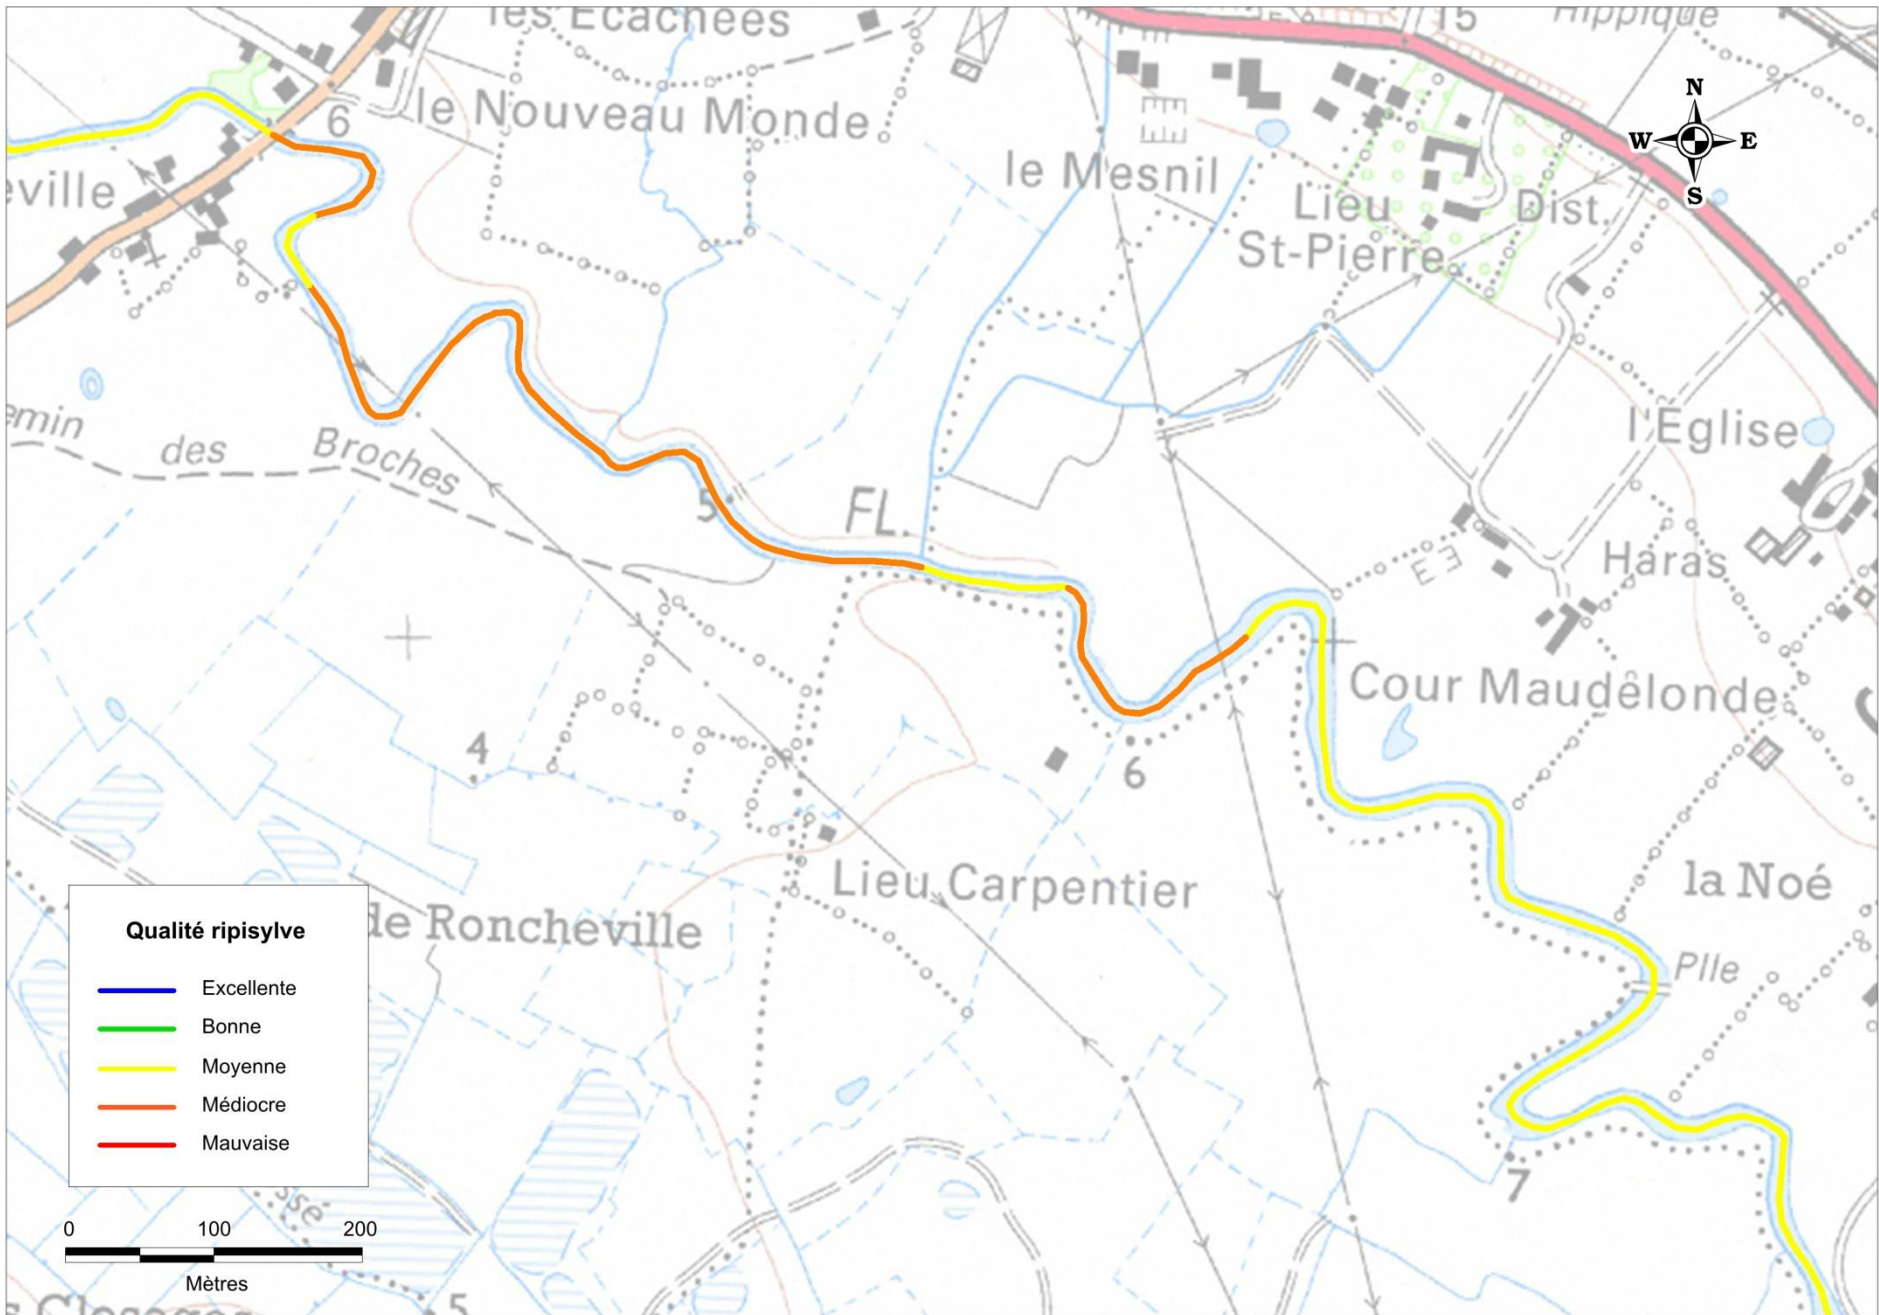 les Ecachées
15
Hippique
N
W E
S
6
le Nouveau Monde
le Mesnil
Lieu
St-Pierre
Dist.
eville
emin des Broches
l'Eglise
5
FL
Haras
Cour Maudelonde
4
6
Lieu Carpentier
la Noé
de Roncheville
Plle
7
Qualité ripisylve
Excellente
Bonne
Moyenne
Médiocre
Mauvaise
0 100 200
Mètres
5